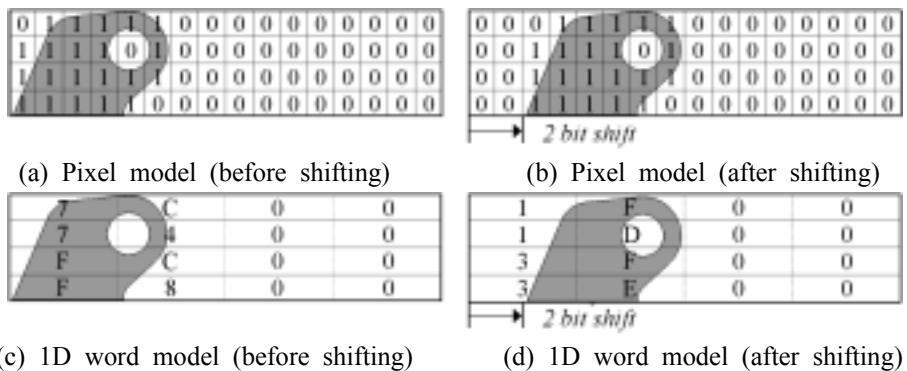 0 1 1 1 1 1 0 0 0 0 0 0 0 0 0 0
1 1 1 1 0 1 0 0 0 0 0 0 0 0 0 0
1 1 1 1 1 1 0 0 0 0 0 0 0 0 0 0
1 1 1 1 1 0 0 0 0 0 0 0 0 0 0 0
(a) Pixel model (before shifting)
0 0 0 1 1 1 1 1 0 0 0 0 0 0 0 0
0 0 1 1 1 1 0 1 0 0 0 0 0 0 0 0
0 0 1 1 1 1 1 1 0 0 0 0 0 0 0 0
0 0 1 1 1 1 1 0 0 0 0 0 0 0 0 0
2 bit shift
(b) Pixel model (after shifting)
7 C 0 0
7 4 0 0
F C 0 0
F 8 0 0
(c) 1D word model (before shifting)
1 F 0 0
1 D 0 0
3 F 0 0
3 E 0 0
2 bit shift
(d) 1D word model (after shifting)